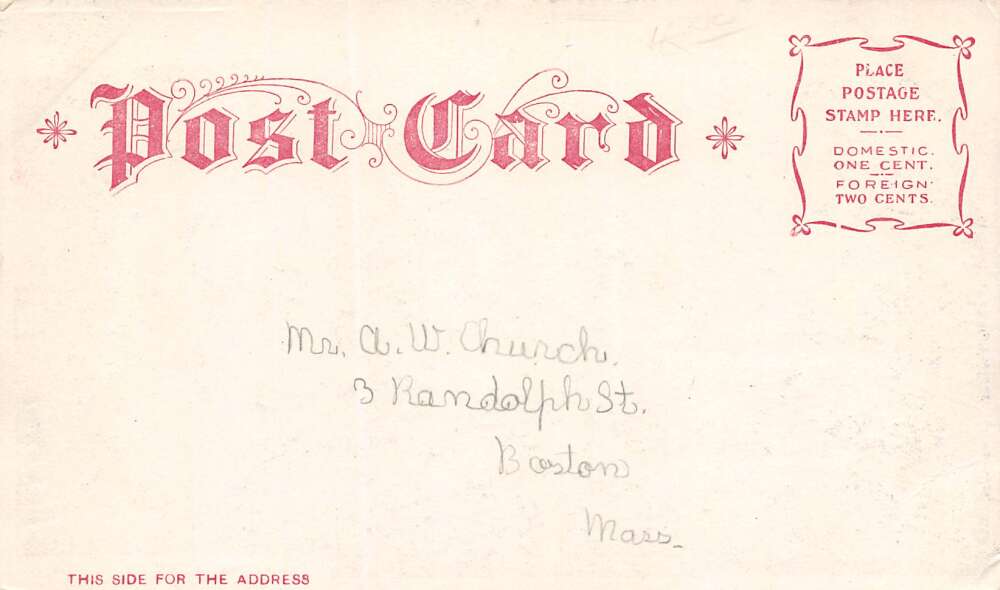 Post Card
PLACE
POSTAGE
STAMP HERE.
DOMESTIC.
ONE CENT.
FOREIGN
TWO CENTS.
Mr. A. W. Church.
3 Randolph St.
Boston
Mass.
THIS SIDE FOR THE ADDRESS